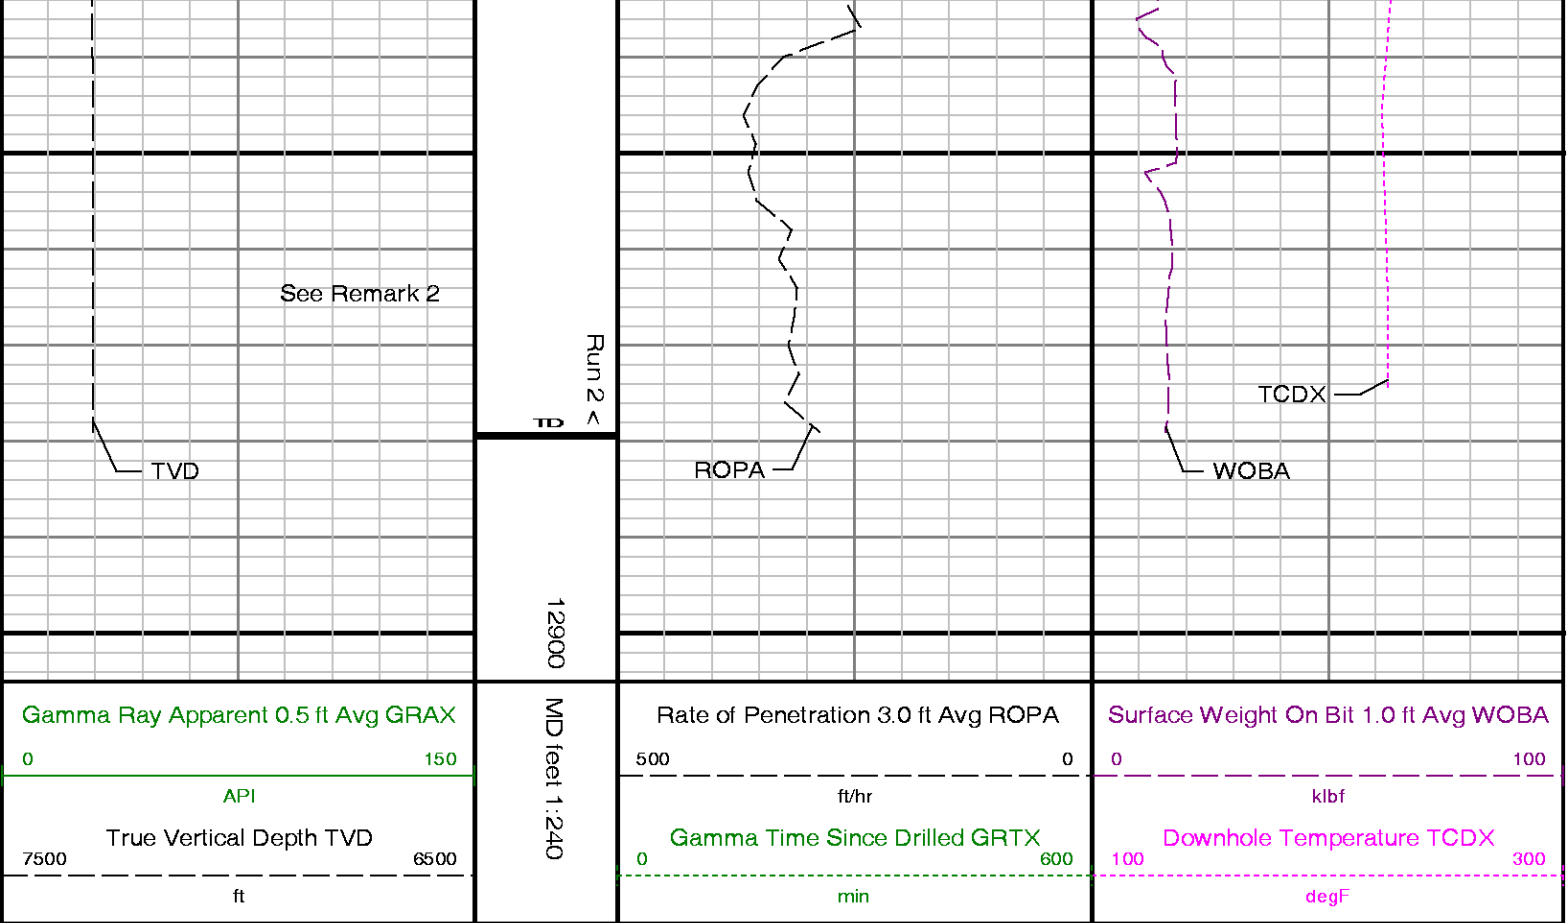 See Remark 2
Run 2 <
TD
TCDX
TVD
ROPA
WOBA
12900
Gamma Ray Apparent 0.5 ft Avg GRAX
0 150
API
True Vertical Depth TVD
7500 6500
ft
MD feet 1:240
Rate of Penetration 3.0 ft Avg ROPA
500 0
ft/hr
Gamma Time Since Drilled GRTX
0 600
min
Surface Weight On Bit 1.0 ft Avg WOBA
0 100
klbf
Downhole Temperature TCDX
100 300
degF